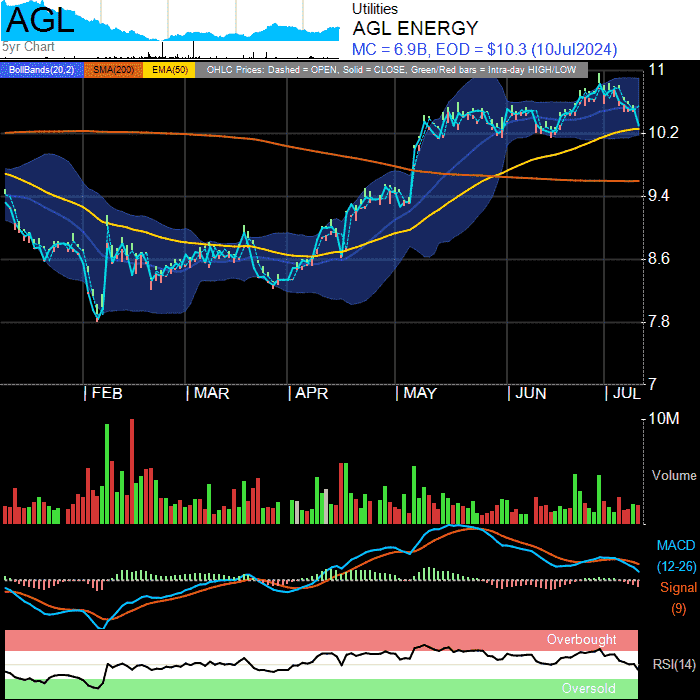 AGL
5yr Chart
Utilities
AGL ENERGY
MC = 6.9B, EOD = $10.3 (10Jul2024)
BollBands(20,2) SMA(200) EMA(50) OHLC Prices: Dashed = OPEN, Solid = CLOSE, Green/Red bars = Intra-day HIGH/LOW
11
10.2
9.4
8.6
7.8
7
| FEB | MAR | APR | MAY | JUN | JUL
10M
Volume
MACD
(12-26)
Signal
(9)
Overbought
RSI(14)
Oversold